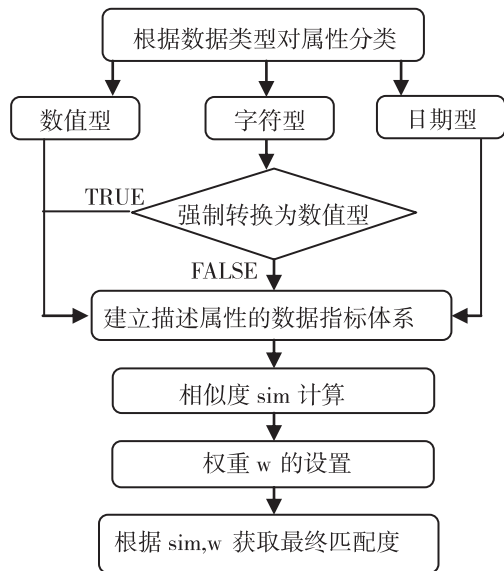 根据数据类型对属性分类
数值型
字符型
日期型
TRUE
强制转换为数值型
FALSE
建立描述属性的数据指标体系
相似度 sim 计算
权重 w 的设置
根据 sim,w 获取最终匹配度